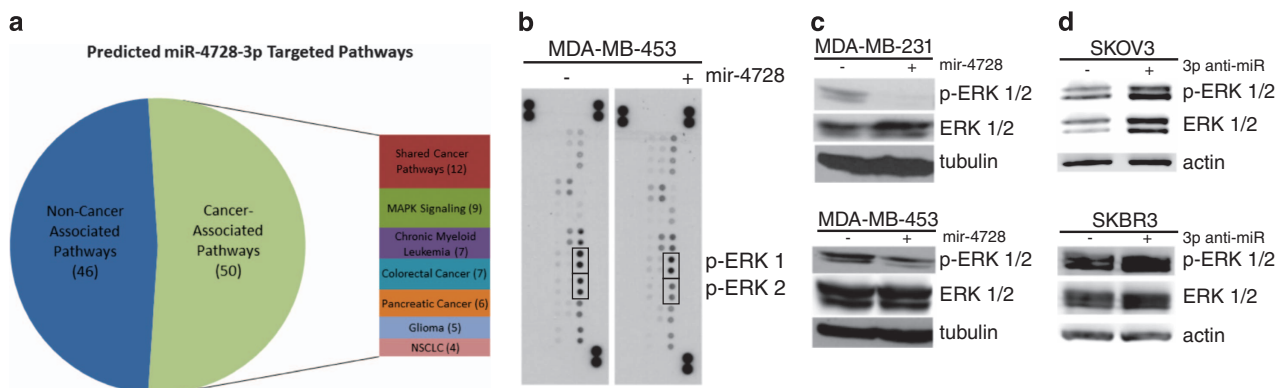 a
Predicted miR-4728-3p Targeted Pathways
Non-Cancer
Associated
Pathways
(46)
Cancer-
Associated
Pathways
(50)
Shared Cancer
Pathways (12)
MAPK Signaling (9)
Chronic Myeloid
Leukemia (7)
Colorectal Cancer (7)
Pancreatic Cancer (6)
Glioma (5)
NSCLC (4)
b
MDA-MB-453
- + mir-4728
p-ERK 1
p-ERK 2
c
MDA-MB-231
- + mir-4728
p-ERK 1/2
ERK 1/2
tubulin
MDA-MB-453
- + mir-4728
p-ERK 1/2
ERK 1/2
tubulin
d
SKOV3
- + 3p anti-miR
p-ERK 1/2
ERK 1/2
actin
SKBR3
- + 3p anti-miR
p-ERK 1/2
ERK 1/2
actin